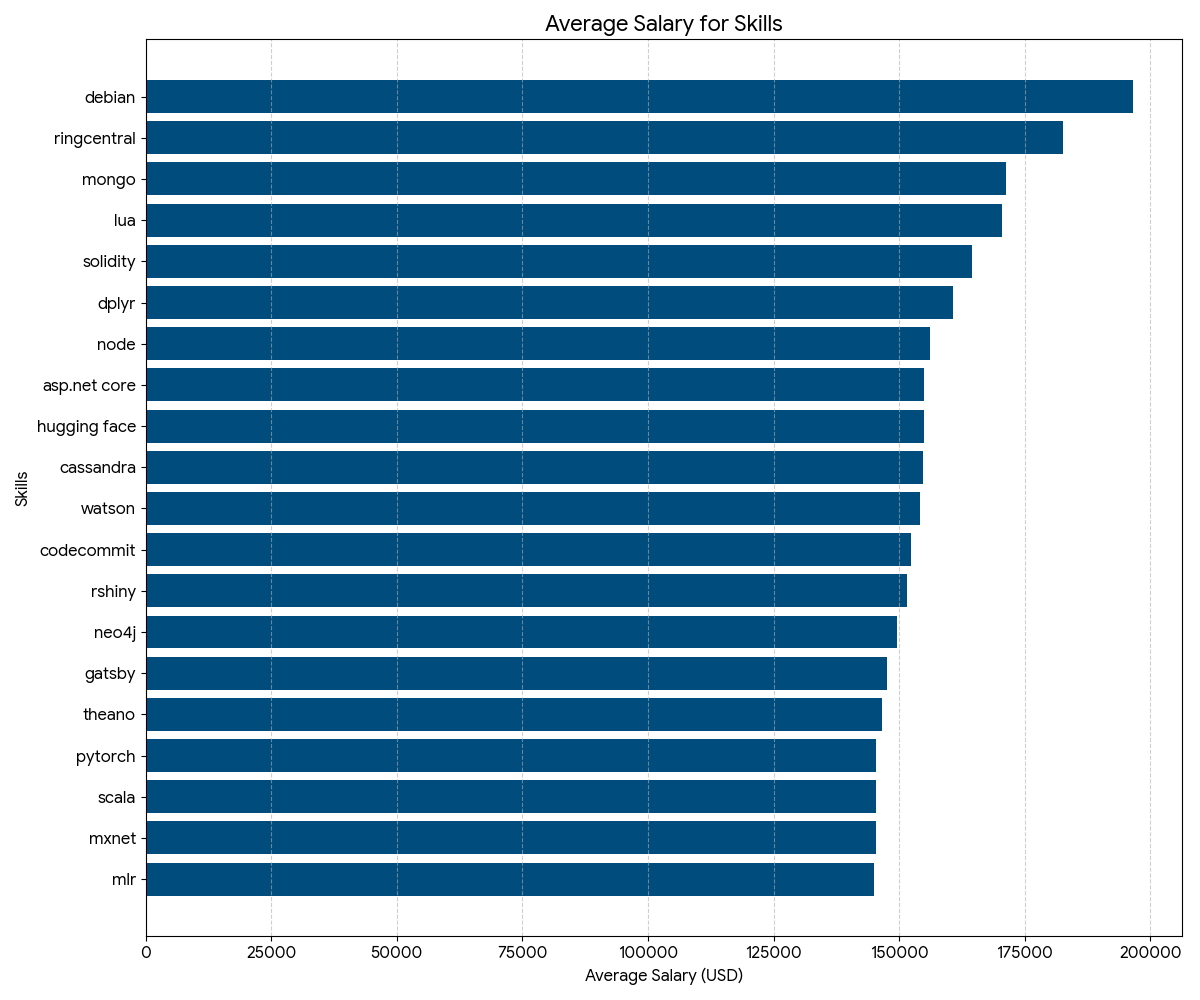 Average Salary for Skills
debian
ringcentral
mongo
lua
solidity
dplyr
node
asp.net core
hugging face
cassandra
watson
codecommit
rshiny
neo4j
gatsby
theano
pytorch
scala
mxnet
mlr
Skills
0 25000 50000 75000 100000 125000 150000 175000 200000
Average Salary (USD)